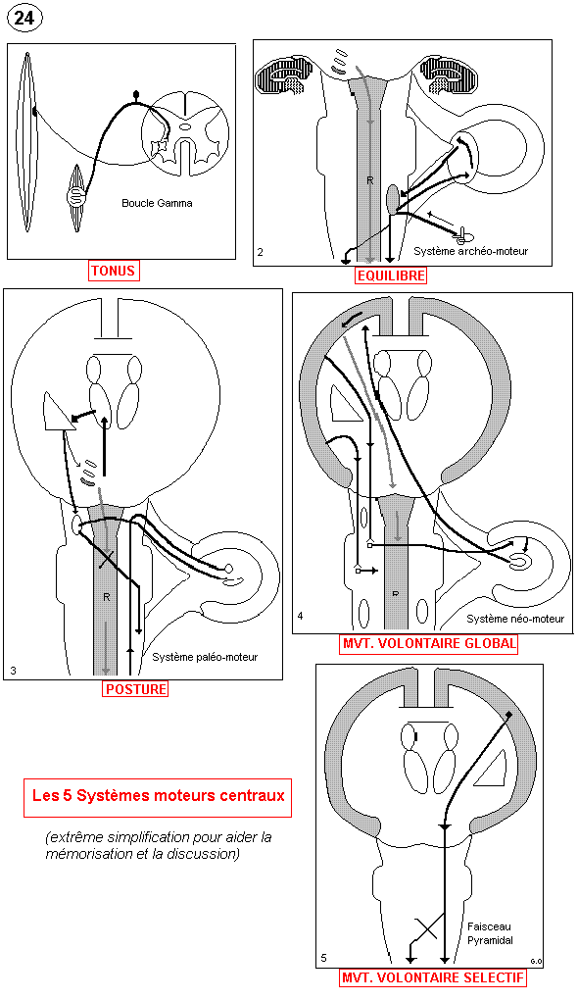 24
Boucle Gamma
TONUS
R
2
Système archéo-moteur
EQUILIBRE
R
3
Système paléo-moteur
POSTURE
4
Système néo-moteur
MVT. VOLONTAIRE GLOBAL
Les 5 Systèmes moteurs centraux
(extrême simplification pour aider la
mémorisation et la discussion)
Faisceau
Pyramidal
5
G.O
MVT. VOLONTAIRE SELECTIF